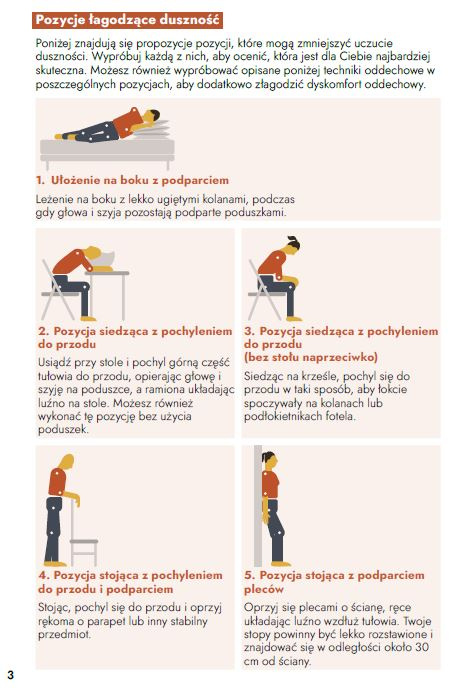 Pozycje łagodzące duszność
Poniżej znajdują się propozycje pozycji, które mogą zmniejszyć uczucie
duszności. Wypróbuj każdą z nich, aby ocenić, która jest dla Ciebie najbardziej
skuteczna. Możesz również wypróbować opisane poniżej techniki oddechowe w
poszczególnych pozycjach, aby dodatkowo złagodzić dyskomfort oddechowy.
1. Ułożenie na boku z podparciem
Leżenie na boku z lekko ugiętymi kolanami, podczas
gdy głowa i szyja pozostają podparte poduszkami.
2. Pozycja siedząca z pochyleniem
do przodu
Usiądź przy stole i pochyl górną część
tułowia do przodu, opierając głowę i
szyję na poduszce, a ramiona układając
luźno na stole. Możesz również
wykonać tę pozycję bez użycia
poduszek.
3. Pozycja siedząca z pochyleniem
do przodu
(bez stołu naprzeciwko)
Siedząc na krześle, pochyl się do
przodu w taki sposób, aby łokcie
spoczywały na kolanach lub
podłokietnikach fotela.
4. Pozycja stojąca z pochyleniem
do przodu i podparciem
Stojąc, pochyl się do przodu i oprzyj
rękoma o parapet lub inny stabilny
przedmiot.
5. Pozycja stojąca z podparciem
pleców
Oprzyj się plecami o ścianę, ręce
układając luźno wzdłuż tułowia. Twoje
stopy powinny być lekko rozstawione i
znajdować się w odległości około 30
cm od ściany.
3